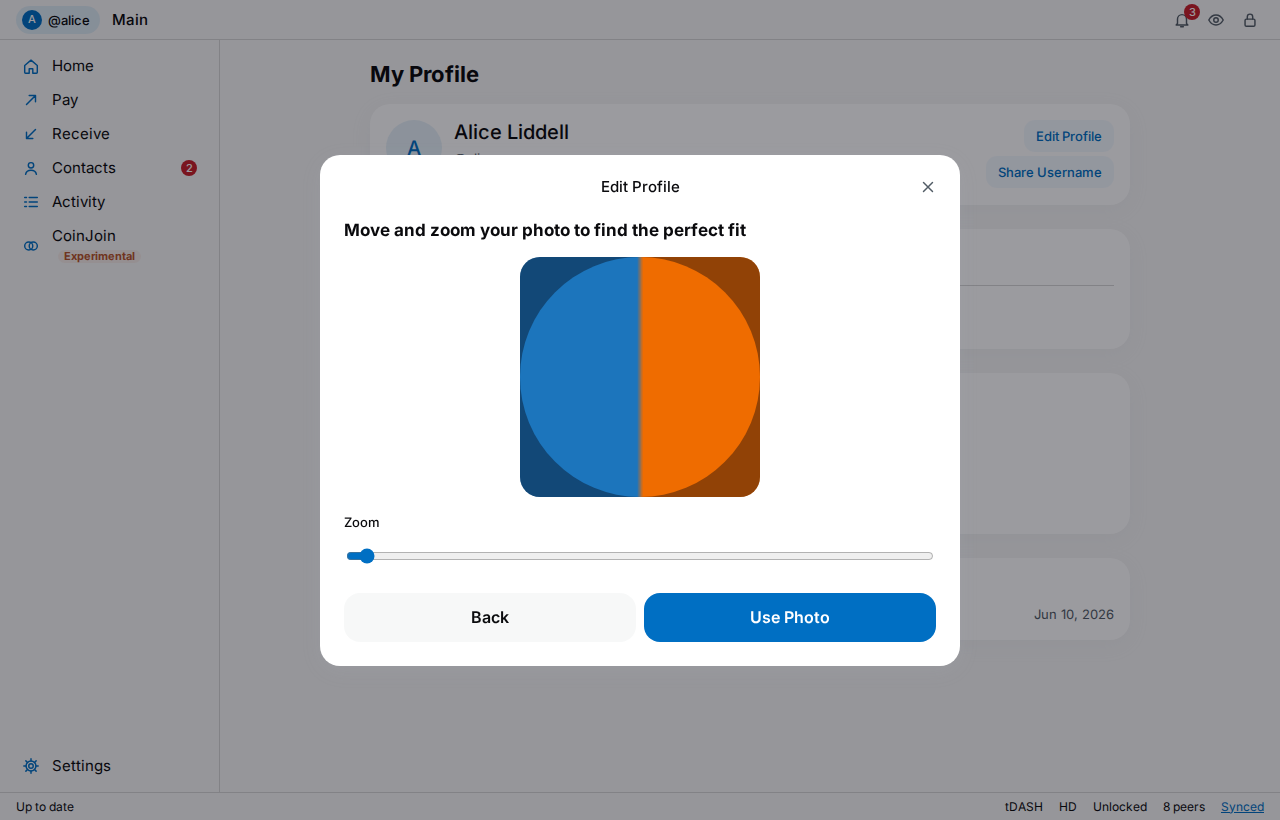 A @alice Main 3
Home
Pay
Receive
Contacts 2
Activity
CoinJoin
Experimental
Settings
My Profile
A Alice Liddell
Edit Profile
Share Username
Jun 10, 2026
Edit Profile
Move and zoom your photo to find the perfect fit
Zoom
Back Use Photo
Up to date tDASH HD Unlocked 8 peers Synced